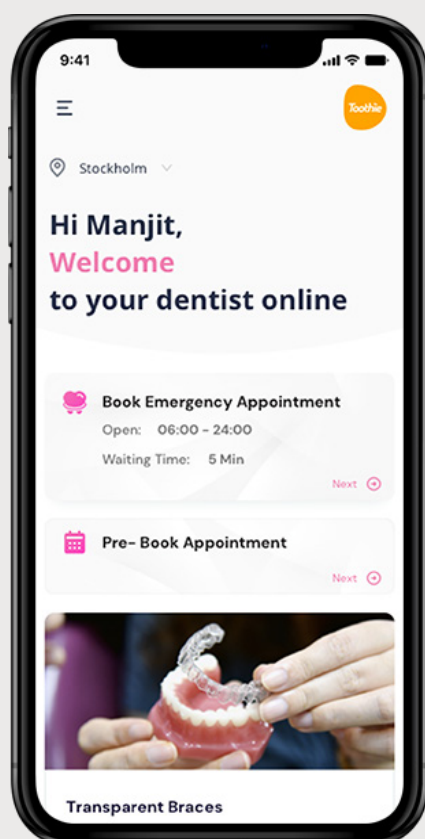 9:41
Toothie
Stockholm
Hi Manjit,
Welcome
to your dentist online
Book Emergency Appointment
Open: 06:00 - 24:00
Waiting Time: 5 Min
Next
Pre- Book Appointment
Next
Transparent Braces